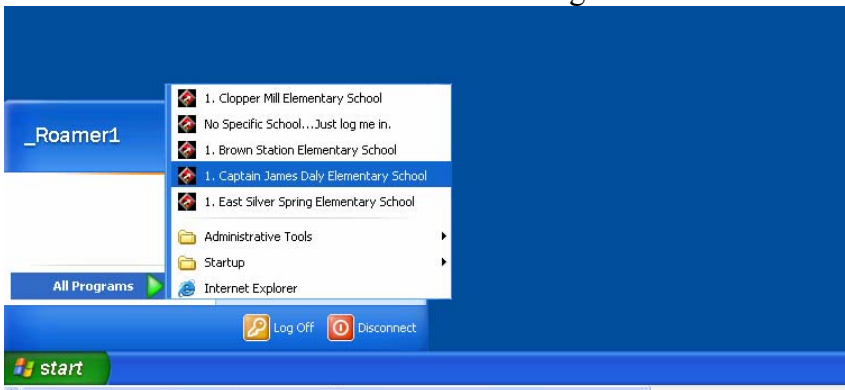 _Roamer1
1. Clopper Mill Elementary School
No Specific School...Just log me in.
1. Brown Station Elementary School
1. Captain James Daly Elementary School
1. East Silver Spring Elementary School
Administrative Tools
Startup
Internet Explorer
All Programs
Log Off
Disconnect
start